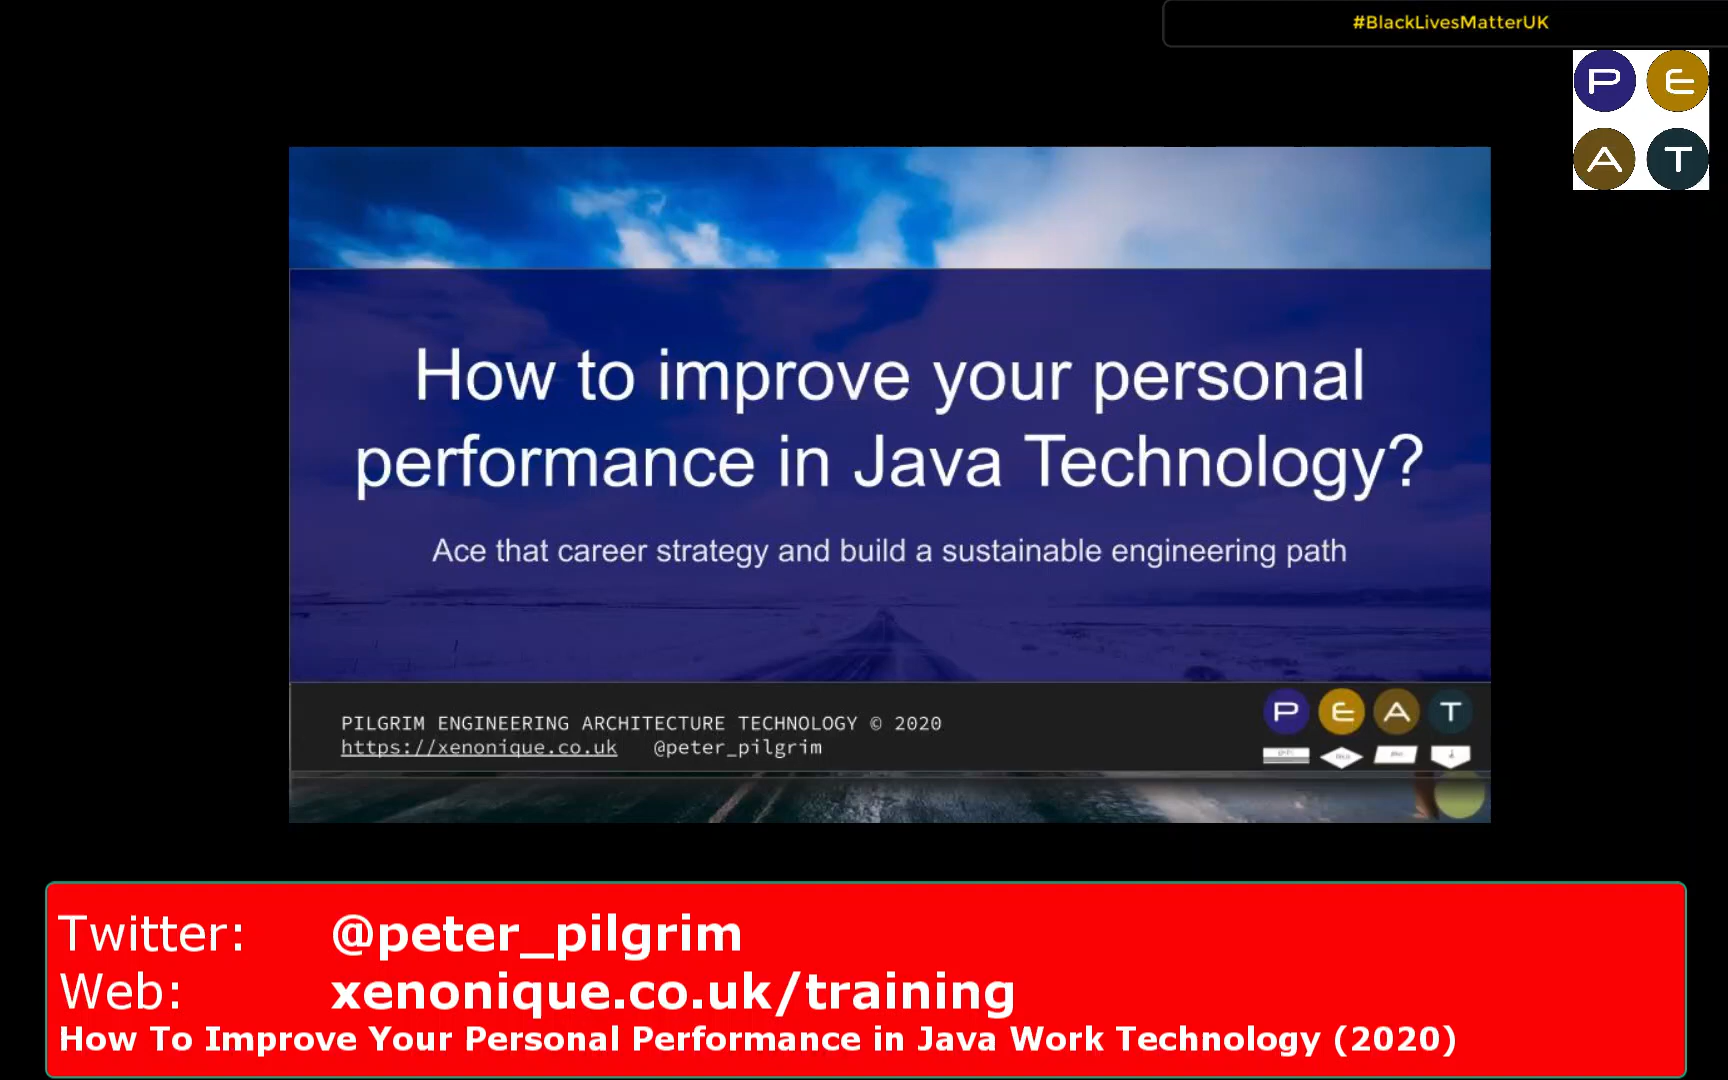 #BlackLivesMatterUK
P E
A T
How to improve your personal
performance in Java Technology?
Ace that career strategy and build a sustainable engineering path
PILGRIM ENGINEERING ARCHITECTURE TECHNOLOGY © 2020
https://xenonique.co.uk @peter_pilgrim
P E A T
Twitter: @peter_pilgrim
Web: xenonique.co.uk/training
How To Improve Your Personal Performance in Java Work Technology (2020)